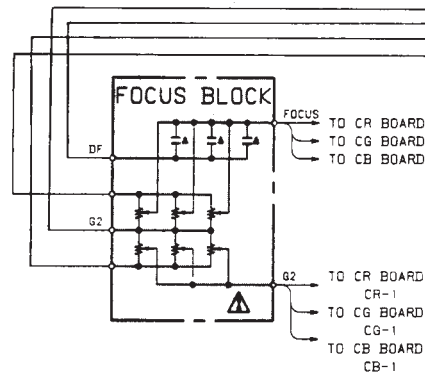 FOCUS BLOCK
FOCUS
TO CR BOARD
TO CG BOARD
TO CB BOARD
DF
G2
G2
TO CR BOARD
CR-1
TO CG BOARD
CG-1
TO CB BOARD
CB-1